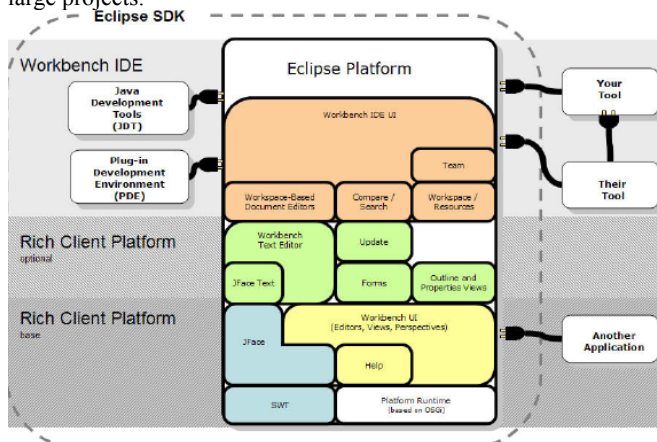 large projects.
Eclipse SDK
Workbench IDE
Eclipse Platform
Java
Development
Tools
(JDT)
Your
Tool
Workbench IDE UI
Team
Plug-in
Development
Environment
(PDE)
Their
Tool
Workspace-Based
Document Editors
Compare /
Search
Workspace /
Resources
Rich Client Platform
optional
Workbench
Text Editor
Update
JFace Text
Forms
Outline and
Properties Views
Rich Client Platform
base
JFace
Workbench UI
(Editors, Views, Perspectives)
Another
Application
Help
SWT
Platform Runtime
(based on OSGi)